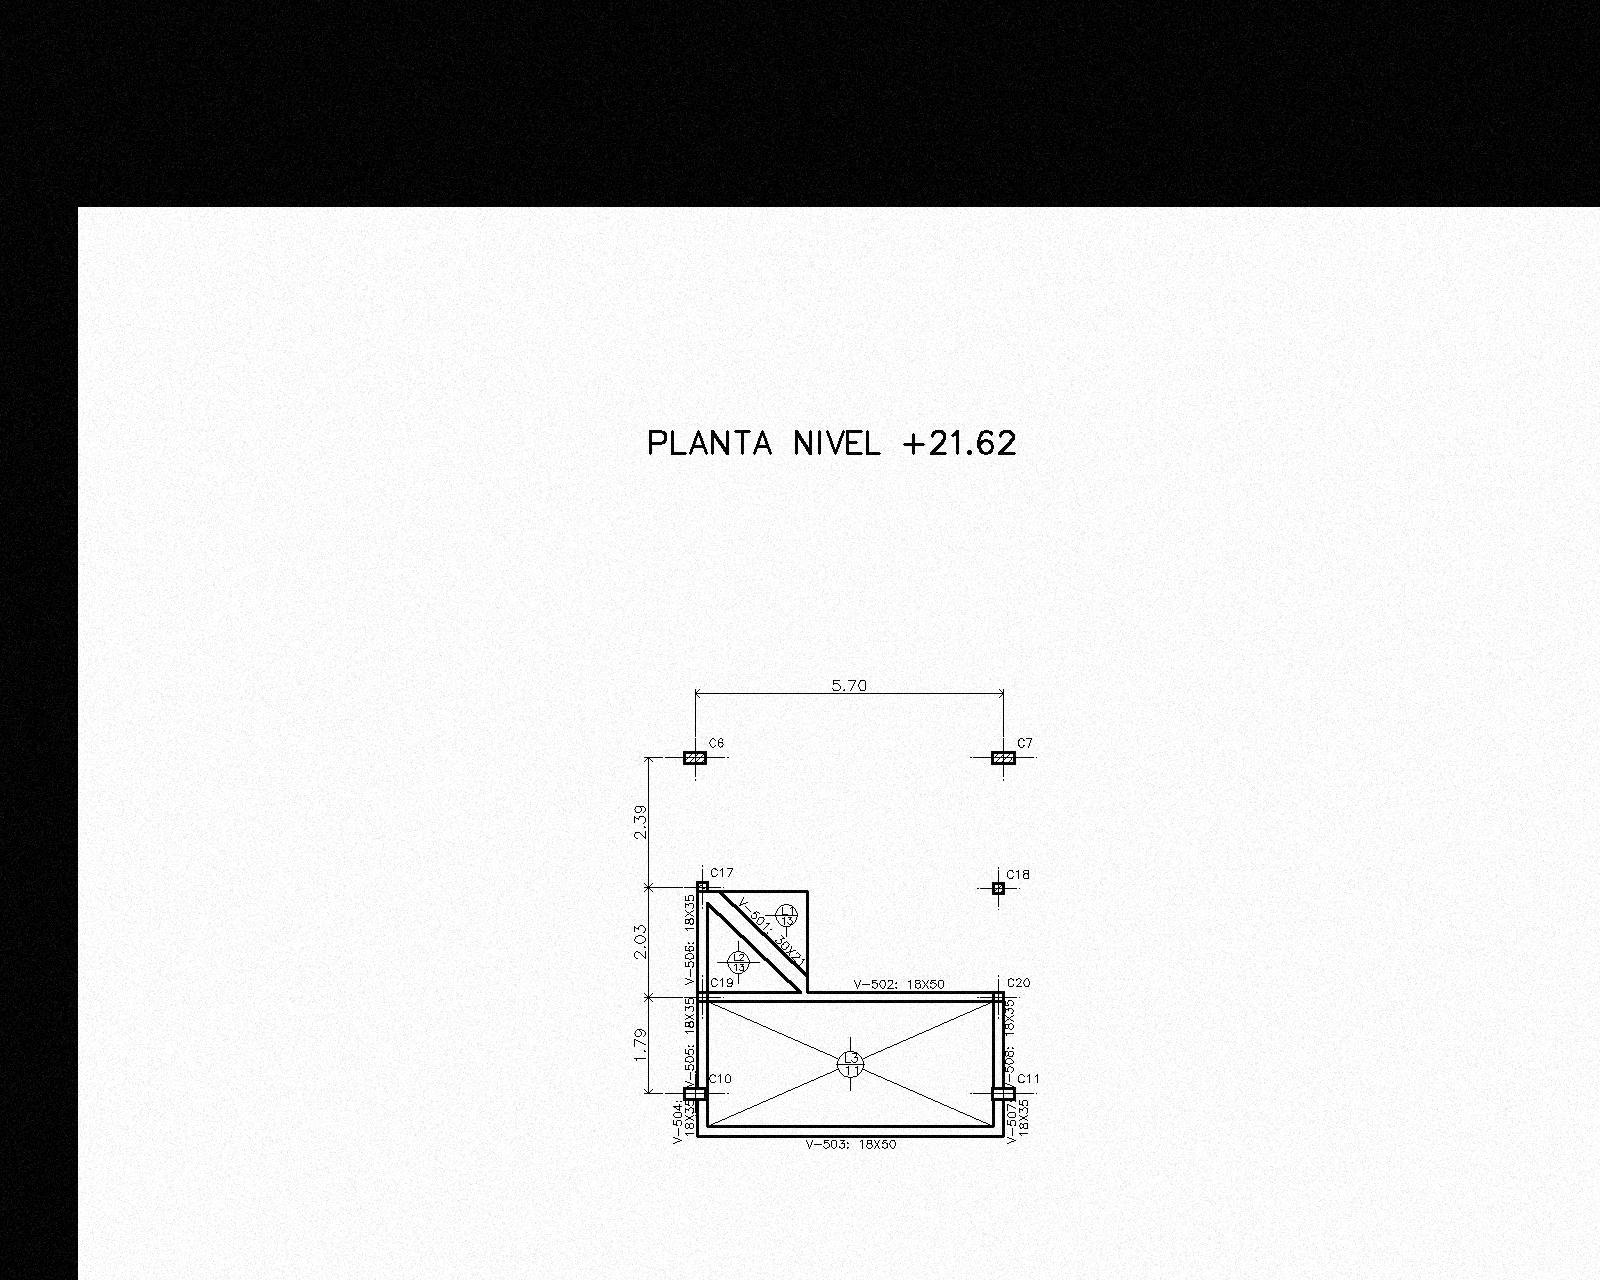 PLANTA NIVEL +21.62
5.70
C6
C7
2.39
C17
C18
V-506: 18X35
V-501: 30X21
L1
13
2.03
L2
13
C19
V-502: 18X50
C20
V-505: 18X35
V-508: 18X35
1.79
L3
11
C10
C11
V-504: 18X35
V-507: 18X35
V-503: 18X50